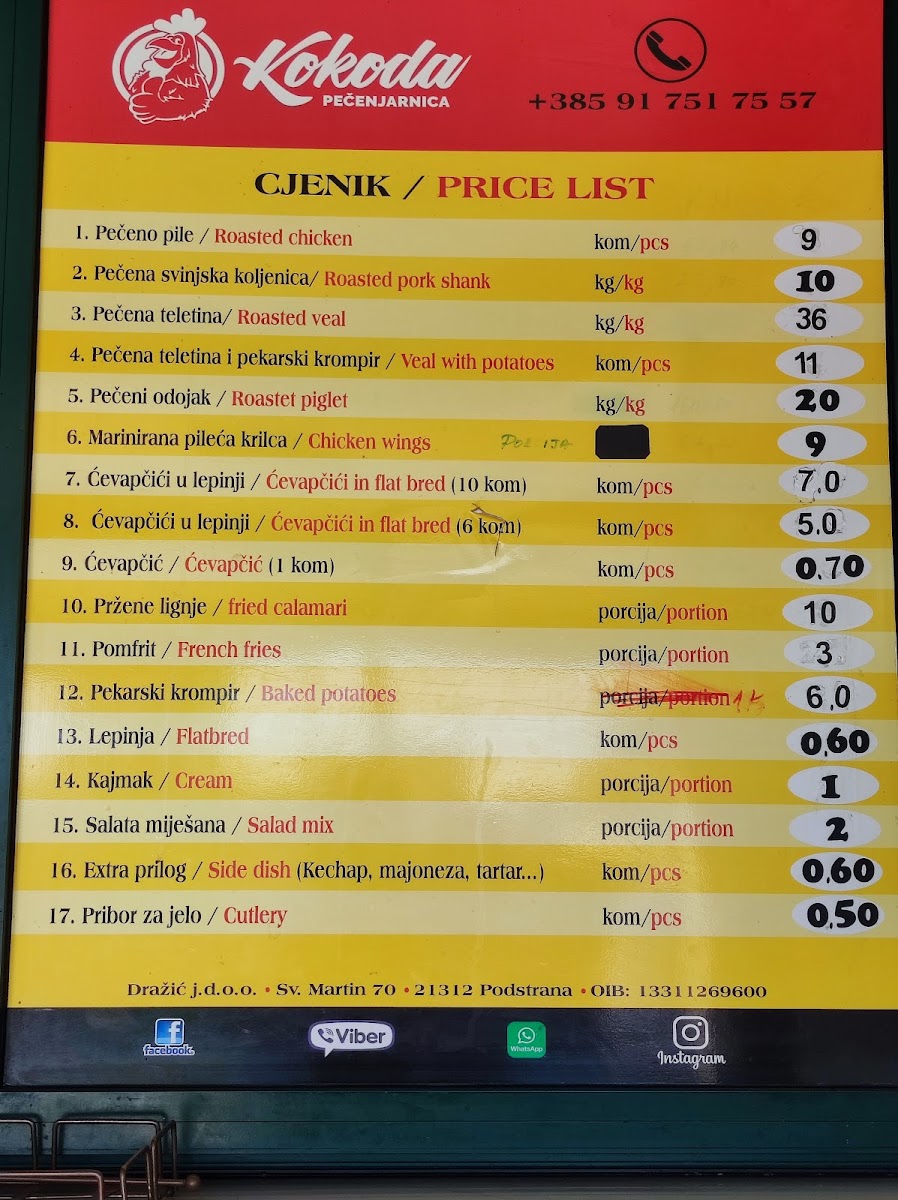 Kokoda
PEČENJARNICA
+385 91 751 75 57
CJENIK / PRICE LIST
1. Pečeno pile / Roasted chicken kom/pcs 9
2. Pečena svinjska koljenica/ Roasted pork shank kg/kg 10
3. Pečena teletina/ Roasted veal kg/kg 36
4. Pečena teletina i pekarski krompir / Veal with potatoes kom/pcs 11
5. Pečeni odojak / Roastet piglet kg/kg 20
6. Marinirana pileća krilca / Chicken wings 9
7. Ćevapčići u lepinji / Ćevapčići in flat bred (10 kom) kom/pcs 7.0
8. Ćevapčići u lepinji / Ćevapčići in flat bred (6 kom) kom/pcs 5.0
9. Ćevapčić / Ćevapčić (1 kom) kom/pcs 0.70
10. Pržene lignje / fried calamari porcija/portion 10
11. Pomfrit / French fries porcija/portion 3
12. Pekarski krompir / Baked potatoes porcija/portion 6,0
13. Lepinja / Flatbred kom/pcs 0,60
14. Kajmak / Cream porcija/portion 1
15. Salata miješana / Salad mix porcija/portion 2
16. Extra prilog / Side dish (Kechap, majoneza, tartar...) kom/pcs 0,60
17. Pribor za jelo / Cutlery kom/pcs 0,50
Dražić j.d.o.o. • Sv. Martin 70 • 21312 Podstrana • OIB: 13311269600
facebook. Viber WhatsApp Instagram